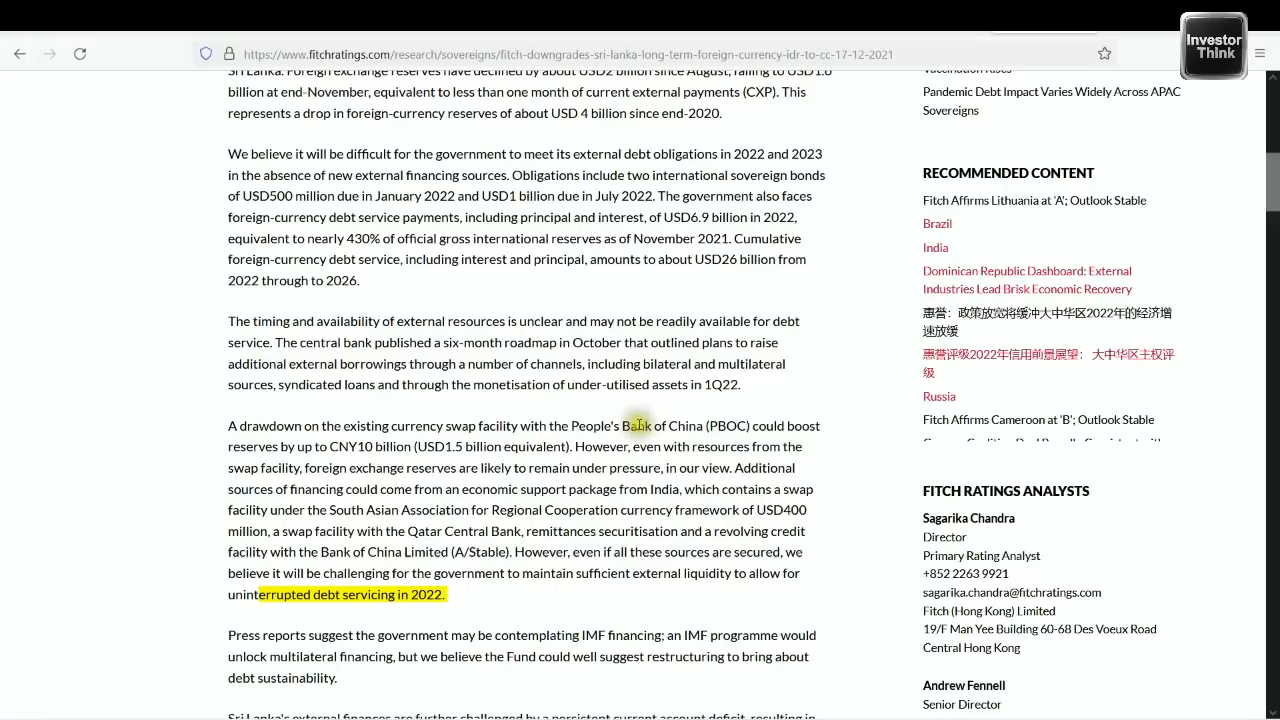 Investor
Think
https://www.fitchratings.com/research/sovereigns/fitch-downgrades-sri-lanka-long-term-foreign-currency-idr-to-cc-17-12-2021
Sri Lanka. Foreign exchange reserves have declined by about USD2 billion since August, falling to USD1.6
billion at end-November, equivalent to less than one month of current external payments (CXP). This
represents a drop in foreign-currency reserves of about USD 4 billion since end-2020.
We believe it will be difficult for the government to meet its external debt obligations in 2022 and 2023
in the absence of new external financing sources. Obligations include two international sovereign bonds
of USD500 million due in January 2022 and USD1 billion due in July 2022. The government also faces
foreign-currency debt service payments, including principal and interest, of USD6.9 billion in 2022,
equivalent to nearly 430% of official gross international reserves as of November 2021. Cumulative
foreign-currency debt service, including interest and principal, amounts to about USD26 billion from
2022 through to 2026.
The timing and availability of external resources is unclear and may not be readily available for debt
service. The central bank published a six-month roadmap in October that outlined plans to raise
additional external borrowings through a number of channels, including bilateral and multilateral
sources, syndicated loans and through the monetisation of under-utilised assets in 1Q22.
A drawdown on the existing currency swap facility with the People's Bank of China (PBOC) could boost
reserves by up to CNY10 billion (USD1.5 billion equivalent). However, even with resources from the
swap facility, foreign exchange reserves are likely to remain under pressure, in our view. Additional
sources of financing could come from an economic support package from India, which contains a swap
facility under the South Asian Association for Regional Cooperation currency framework of USD400
million, a swap facility with the Qatar Central Bank, remittances securitisation and a revolving credit
facility with the Bank of China Limited (A/Stable). However, even if all these sources are secured, we
believe it will be challenging for the government to maintain sufficient external liquidity to allow for
uninterrupted debt servicing in 2022.
Press reports suggest the government may be contemplating IMF financing; an IMF programme would
unlock multilateral financing, but we believe the Fund could well suggest restructuring to bring about
debt sustainability.
Sri Lanka's external finances are further challenged by a persistent current account deficit, resulting in
Vaccination Rises
Pandemic Debt Impact Varies Widely Across APAC
Sovereigns
RECOMMENDED CONTENT
Fitch Affirms Lithuania at 'A'; Outlook Stable
Brazil
India
Dominican Republic Dashboard: External
Industries Lead Brisk Economic Recovery
惠誉：政策放宽将缓冲大中华区2022年的经济增
速放缓
惠誉评级2022年信用前景展望： 大中华区主权评
级
Russia
Fitch Affirms Cameroon at 'B'; Outlook Stable
FITCH RATINGS ANALYSTS
Sagarika Chandra
Director
Primary Rating Analyst
+852 2263 9921
sagarika.chandra@fitchratings.com
Fitch (Hong Kong) Limited
19/F Man Yee Building 60-68 Des Voeux Road
Central Hong Kong
Andrew Fennell
Senior Director